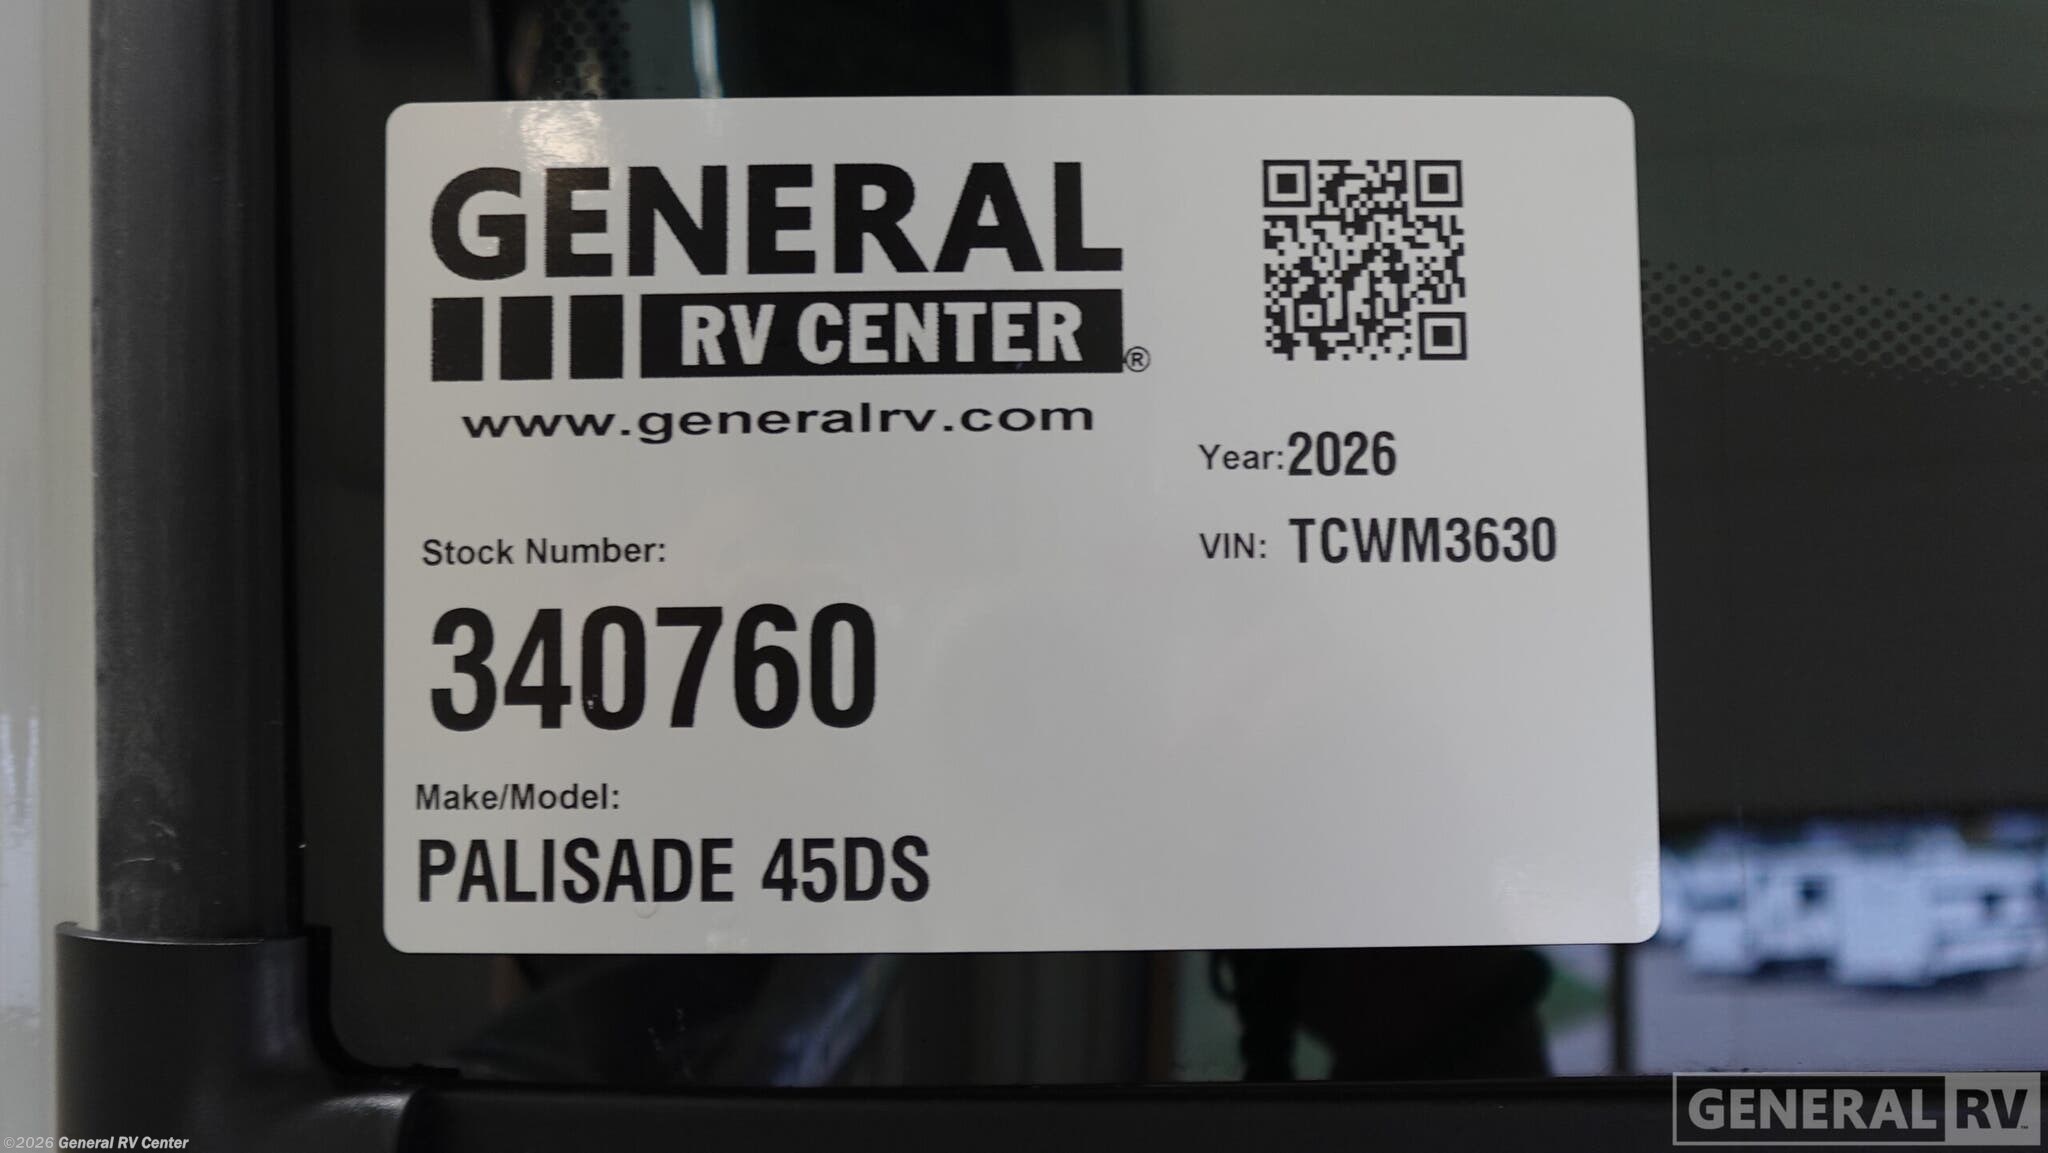 GENERAL
RV CENTER®
www.generalrv.com
Year: 2026
VIN: TCWM3630
Stock Number:
340760
Make/Model:
PALISADE 45DS
©2026 General RV Center
GENERAL RV™